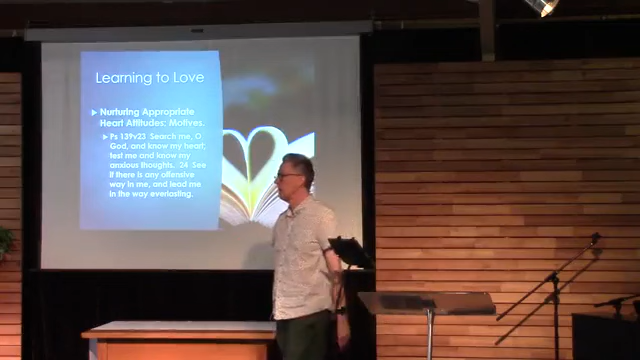 Learning to Love
Nurturing Appropriate
Heart Attitudes; Motives.
Ps 139v23 Search me, O
God, and know my heart;
test me and know my
anxious thoughts. 24 See
if there is any offensive
way in me, and lead me
in the way everlasting.